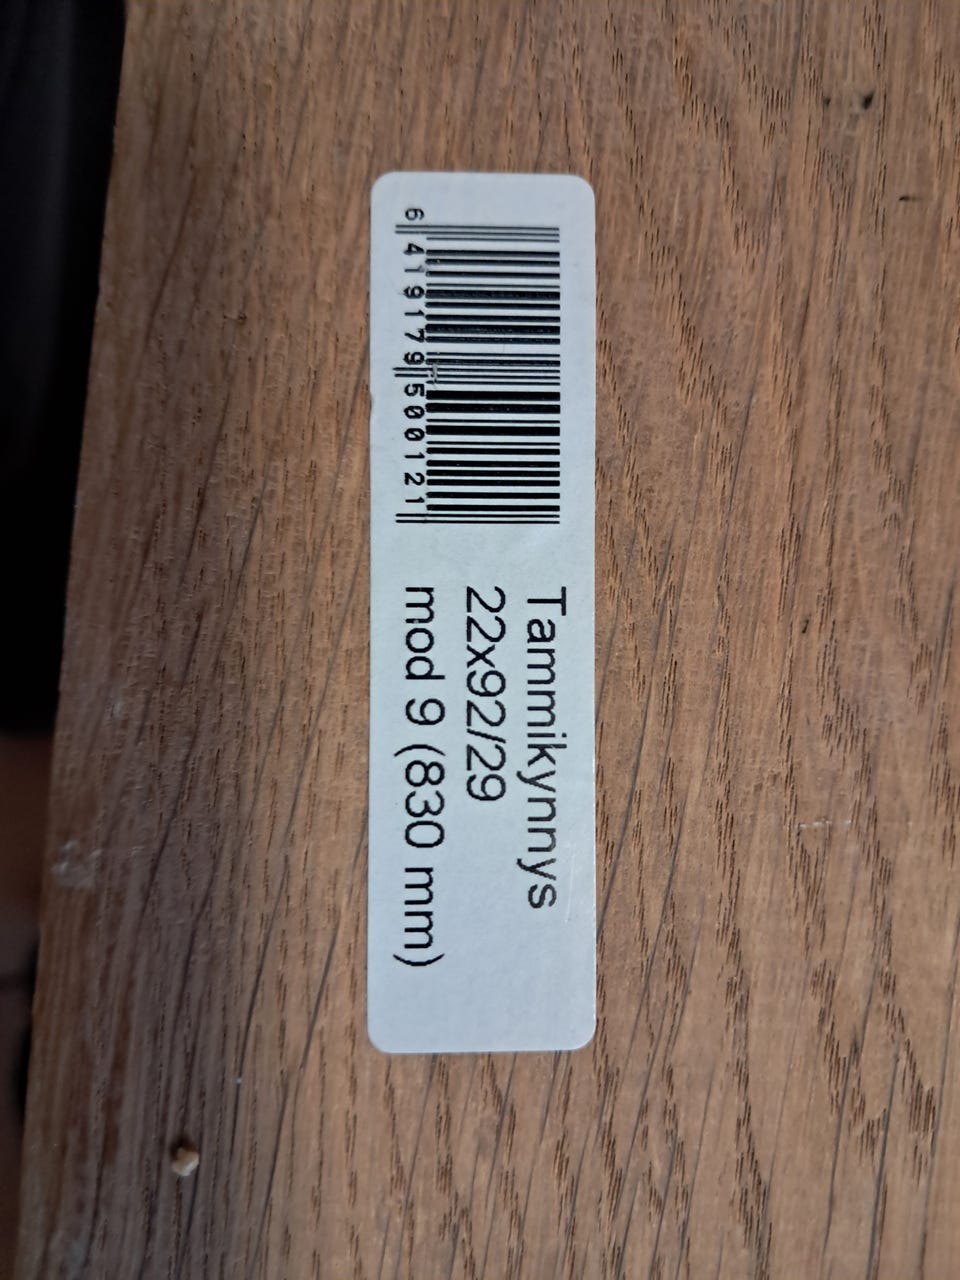 Tammikynnys
22x92/29
mod 9 (830 mm)
6 419179 500121